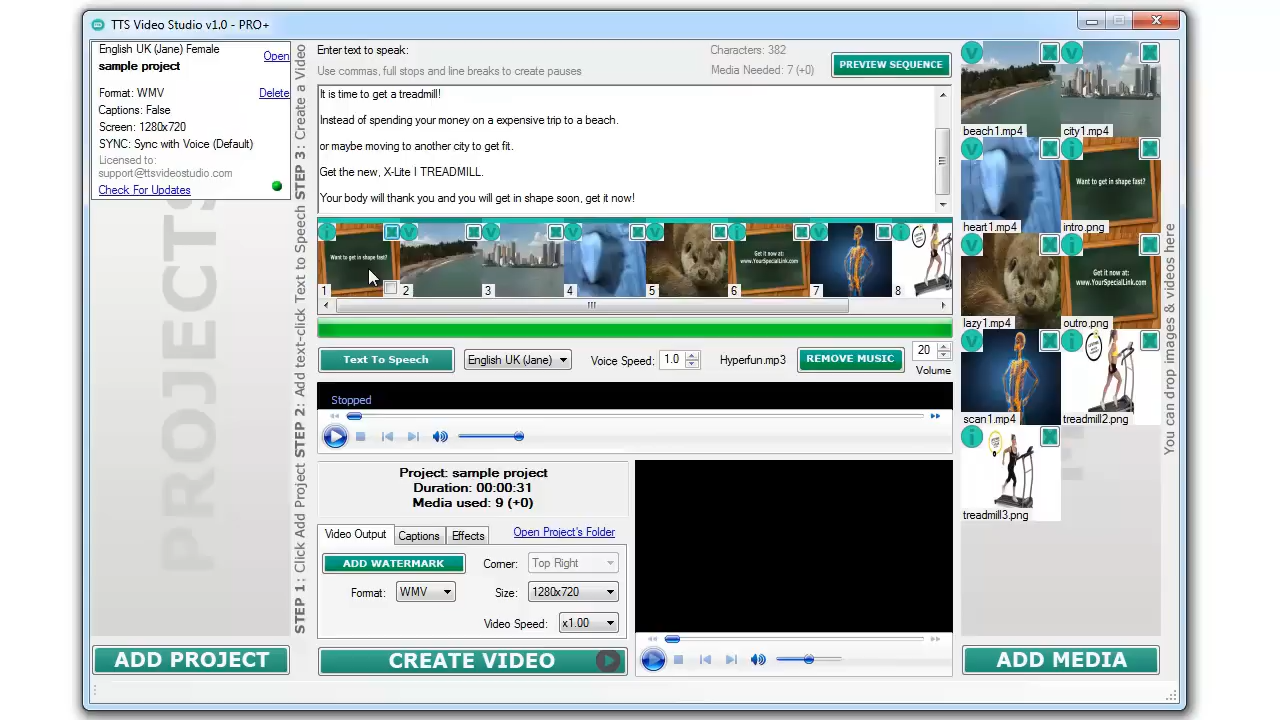 TTS Video Studio v1.0 - PRO+
English UK (Jane) Female
Open
sample project
Format: WMV
Delete
Captions: False
Screen: 1280x720
SYNC: Sync with Voice (Default)
Licensed to:
support@ttsvideostudio.com
Check For Updates
PROJECTS
ADD PROJECT
STEP 1: Click Add Project STEP 2: Add text-click Text to Speech STEP 3: Create a Video
Enter text to speak:
Characters: 382
Use commas, full stops and line breaks to create pauses
Media Needed: 7 (+0)
PREVIEW SEQUENCE
It is time to get a treadmill!
Instead of spending your money on a expensive trip to a beach.
or maybe moving to another city to get fit.
Get the new, X-Lite I TREADMILL.
Your body will thank you and you will get in shape soon, get it now!
i V V V V i V i
Want to get in shape fast?
Get it now at:
www.YourSpecialLink.com
1 2 3 4 5 6 7 8
Text To Speech
English UK (Jane)
Voice Speed: 1.0
Hyperfun.mp3
REMOVE MUSIC
20
Volume
Stopped
Project: sample project
Duration: 00:00:31
Media used: 9 (+0)
Video Output
Captions
Effects
Open Project's Folder
ADD WATERMARK
Corner: Top Right
Format: WMV
Size: 1280x720
Video Speed: x1.00
CREATE VIDEO
V V
beach1.mp4 city1.mp4
V i
Want to get in shape fast?
heart1.mp4 intro.png
V i
Get it now at:
www.YourSpecialLink.com
lazy1.mp4 outro.png
V i
scan1.mp4 treadmill2.png
i
treadmill3.png
You can drop images & videos here
ADD MEDIA